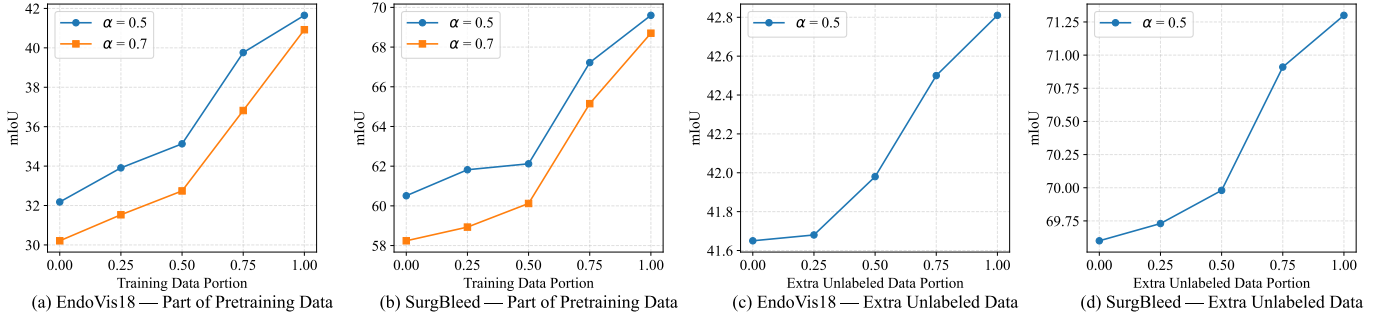 42
40
38
36
34
32
30
mIoU
α = 0.5
α = 0.7
0.00 0.25 0.50 0.75 1.00
Training Data Portion
(a) EndoVis18 — Part of Pretraining Data
70
68
66
64
62
60
58
mIoU
α = 0.5
α = 0.7
0.00 0.25 0.50 0.75 1.00
Training Data Portion
(b) SurgBleed — Part of Pretraining Data
42.8
42.6
42.4
42.2
42.0
41.8
41.6
mIoU
α = 0.5
0.00 0.25 0.50 0.75 1.00
Extra Unlabeled Data Portion
(c) EndoVis18 — Extra Unlabeled Data
71.25
71.00
70.75
70.50
70.25
70.00
69.75
mIoU
α = 0.5
0.00 0.25 0.50 0.75 1.00
Extra Unlabeled Data Portion
(d) SurgBleed — Extra Unlabeled Data